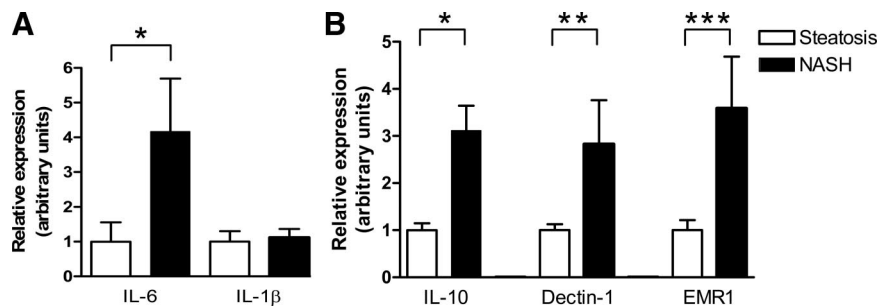 A
*
Relative expression
(arbitrary units)
6
5
4
3
2
1
0
IL-6 IL-1β
B
* ** ***
Relative expression
(arbitrary units)
5
4
3
2
1
0
IL-10 Dectin-1 EMR1
Steatosis
NASH